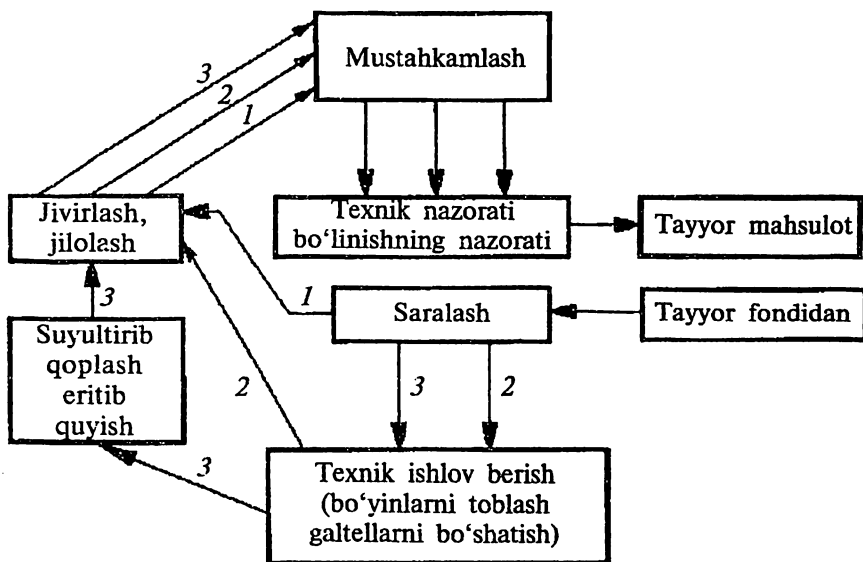 Mustahkamlash
3
2
1
Jivirlash,
jilolash
Texnik nazorati
bo‘linishning nazorati
Tayyor mahsulot
1
Saralash
Tayyor fondidan
3
Suyultirib
qoplash
eritib
quyish
2
3
2
3
Texnik ishlov berish
(bo‘yinlarni toblash
galtellarni bo‘shatish)